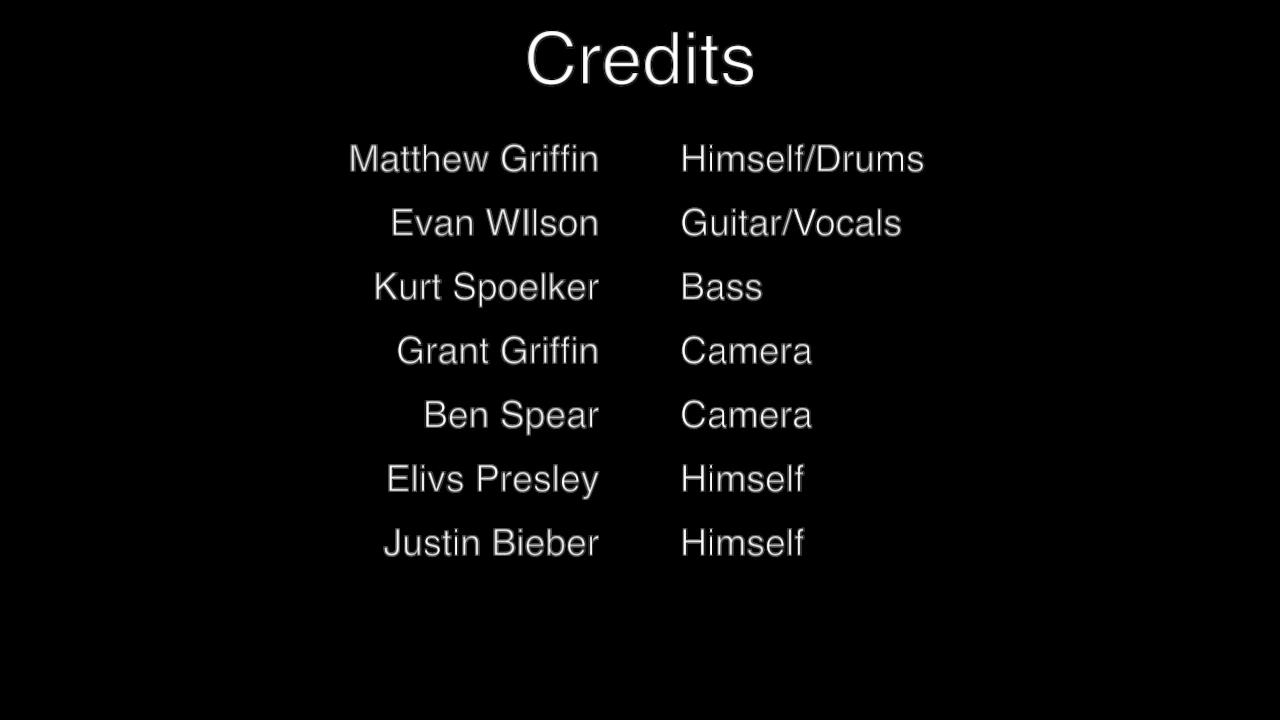 Credits
Matthew Griffin Himself/Drums
Evan WIlson Guitar/Vocals
Kurt Spoelker Bass
Grant Griffin Camera
Ben Spear Camera
Elivs Presley Himself
Justin Bieber Himself